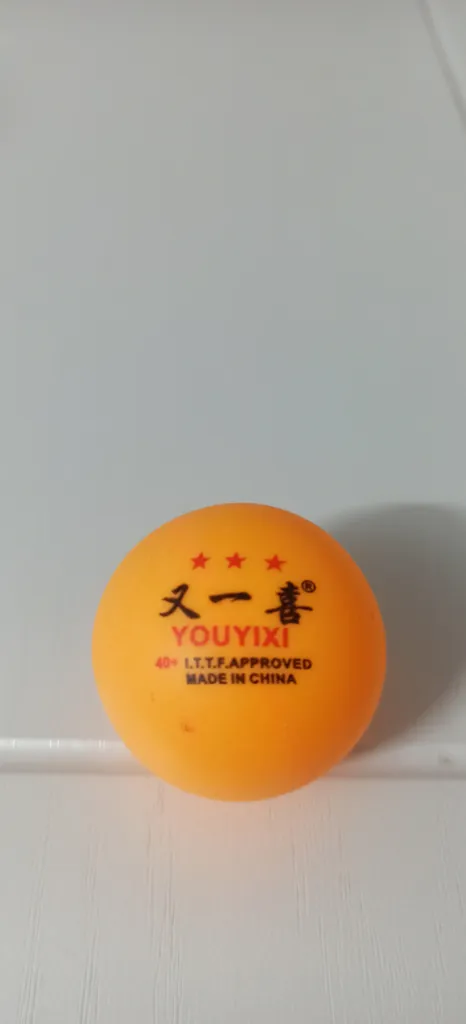 ★ ★ ★
又一喜®
YOUYIXI
40+ I.T.T.F.APPROVED
MADE IN CHINA